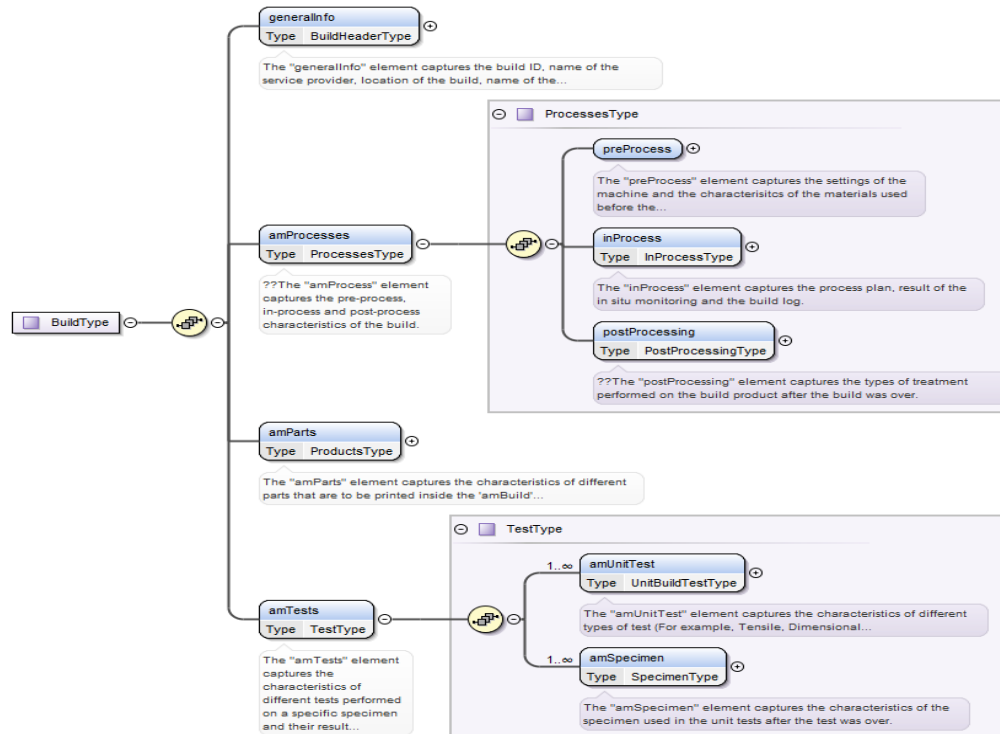 generalInfo
Type BuildHeaderType
The "generalInfo" element captures the build ID, name of the
service provider, location of the build, name of the...
ProcessesType
preProcess
The "preProcess" element captures the settings of the
machine and the characterisitcs of the materials used
before the...
amProcesses
Type ProcessesType
??The "amProcess" element
captures the pre-process,
in-process and post-process
characteristics of the build.
inProcess
Type InProcessType
The "inProcess" element captures the process plan, result of the
in situ monitoring and the build log.
BuildType
postProcessing
Type PostProcessingType
??The "postProcessing" element captures the types of treatment
performed on the build product after the build was over.
amParts
Type ProductsType
The "amParts" element captures the characteristics of different
parts that are to be printed inside the 'amBuild'...
TestType
1..∞
amUnitTest
Type UnitBuildTestType
The "amUnitTest" element captures the characteristics of different
types of test (For example, Tensile, Dimensional...
amTests
Type TestType
The "amTests" element
captures the
characteristics of
different tests performed
on a specific specimen
and their result...
1..∞
amSpecimen
Type SpecimenType
The "amSpecimen" element captures the characteristics of the
specimen used in the unit tests after the test was over.